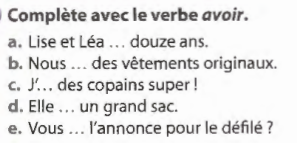 Complète avec le verbe avoir.
a. Lise et Léa ... douze ans.
b. Nous ... des vêtements originaux.
c. J'... des copains super !
d. Elle ... un grand sac.
e. Vous ... l'annonce pour le défilé ?